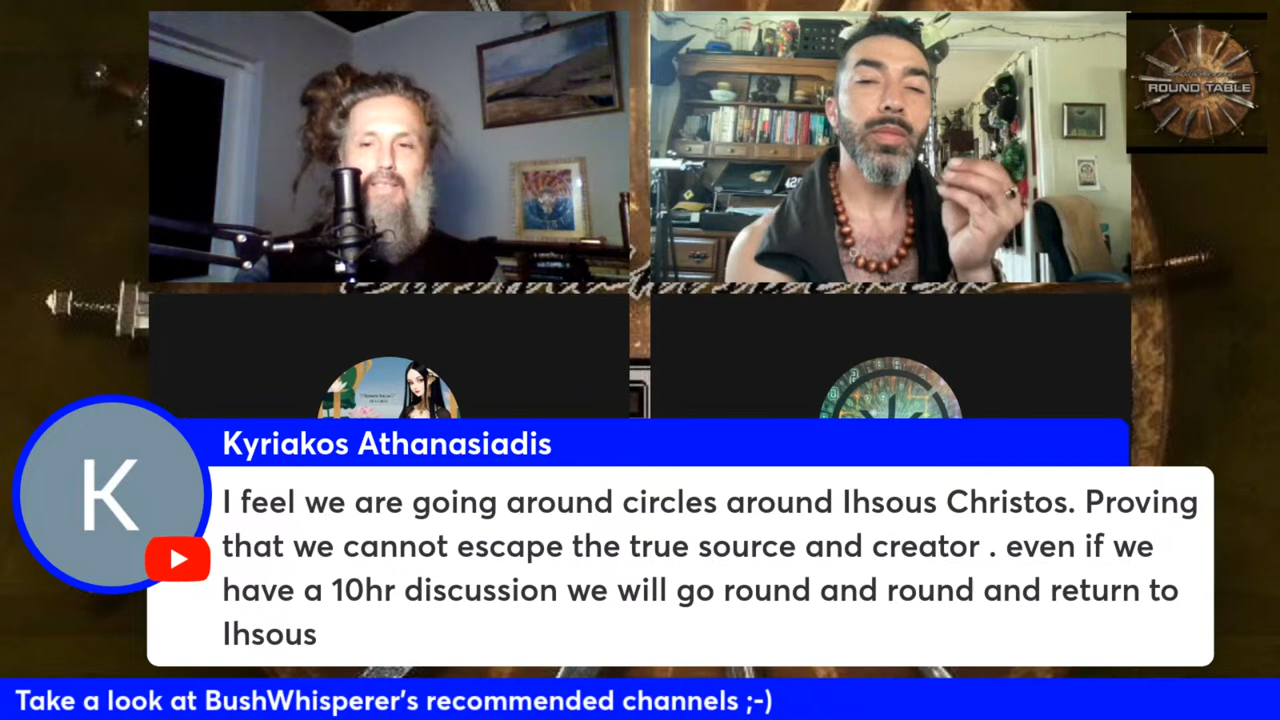 ROUND TABLE
Kyriakos Athanasiadis
K
I feel we are going around circles around Ihsous Christos. Proving
that we cannot escape the true source and creator . even if we
have a 10hr discussion we will go round and round and return to
Ihsous
Take a look at BushWhisperer's recommended channels ;-)